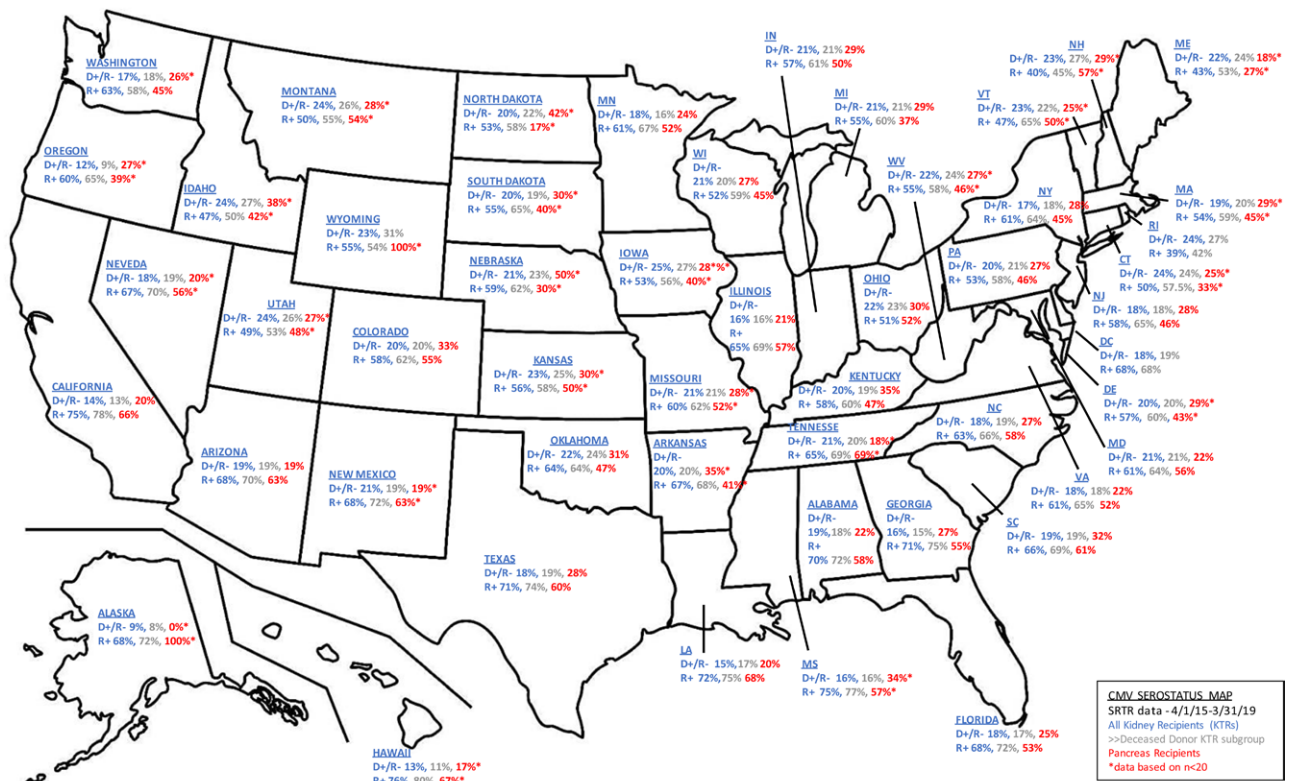 WASHINGTON
D+/R- 17%, 18%, 26%*
R+ 63%, 58%, 45%
OREGON
D+/R- 12%, 9%, 27%*
R+ 60%, 65%, 39%*
MONTANA
D+/R- 24%, 26%, 28%*
R+ 50%, 55%, 54%*
IDAHO
D+/R- 24%, 27%, 38%*
R+ 47%, 50% 42%*
WYOMING
D+/R- 23%, 31%
R+ 55%, 54% 100%*
NORTH DAKOTA
D+/R- 20%, 22%, 42%*
R+ 53%, 58% 17%*
SOUTH DAKOTA
D+/R- 20%, 19%, 30%*
R+ 55%, 65% 40%*
NEBRASKA
D+/R- 21%, 23%, 50%*
R+ 59%, 62% 30%*
MN
D+/R- 18%, 16% 24%
R+ 61%, 67% 52%
WI
D+/R-
21% 20% 27%
R+ 52% 59% 45%
IOWA
D+/R- 25%, 27% 28*%*
R+ 53%, 56% 40%*
ILLINOIS
D+/R-
16% 16% 21%
R+
65% 69% 57%
IN
D+/R- 21%, 21% 29%
R+ 57%, 61% 50%
MI
D+/R- 21%, 21% 29%
R+ 55%, 60% 37%
WV
D+/R- 22%, 24% 27%*
R+ 55%, 58% 46%*
NH
D+/R- 23%, 27% 29%*
R+ 40%, 45% 57%*
ME
D+/R- 22%, 24% 18%*
R+ 43%, 53% 27%*
VT
D+/R- 23%, 22% 25%*
R+ 47%, 65% 50%*
NY
D+/R- 17%, 18% 28%
R+ 61%, 64% 45%
MA
D+/R- 19%, 20% 29%*
R+ 54%, 59% 45%*
RI
D+/R- 24%, 27%
R+ 39%, 42%
CT
D+/R- 24%, 24% 25%*
R+ 50%, 57.5% 33%*
PA
D+/R- 20%, 21% 27%
R+ 53%, 58% 46%
NJ
D+/R- 18%, 18%, 28%
R+ 58%, 65%, 46%
DC
D+/R- 18%, 19%
R+ 68%, 68%
DE
D+/R- 20%, 20%, 29%*
R+ 57%, 60%, 43%*
MD
D+/R- 21%, 21%, 22%
R+ 61%, 64%, 56%
VA
D+/R- 18%, 18% 22%
R+ 61%, 65% 52%
OHIO
D+/R-
22% 23% 30%
R+ 51% 52%
NEVEDA
D+/R- 18%, 19%, 20%*
R+ 67%, 70%, 56%*
UTAH
D+/R- 24%, 26% 27%*
R+ 49%, 53% 48%*
COLORADO
D+/R- 20%, 20%, 33%
R+ 58%, 62%, 55%
KANSAS
D+/R- 23%, 25%, 30%*
R+ 56%, 58% 50%*
MISSOURI
D+/R- 21% 21% 28%*
R+ 60% 62% 52%*
KENTUCKY
D+/R- 20%, 19% 35%
R+ 58%, 60% 47%
NC
D+/R- 18%, 19%, 27%
R+ 63%, 66% 58%
TENNESSE
D+/R- 21%, 20% 18%*
R+ 65%, 69% 69%*
CALIFORNIA
D+/R- 14%, 13%, 20%
R+ 75%, 78%, 66%
ARIZONA
D+/R- 19%, 19%, 19%
R+ 68%, 70%, 63%
NEW MEXICO
D+/R- 21%, 19%, 19%*
R+ 68%, 72%, 63%*
OKLAHOMA
D+/R- 22%, 24% 31%
R+ 64%, 64%, 47%
ARKANSAS
D+/R-
20%, 20%, 35%*
R+ 67%, 68%, 41%*
ALABAMA
D+/R-
19%,18% 22%
R+
70% 72% 58%
GEORGIA
D+/R-
16%, 15%, 27%
R+ 71%, 75% 55%
SC
D+/R- 19%, 19%, 32%
R+ 66%, 69%, 61%
TEXAS
D+/R- 18%, 19%, 28%
R+ 71%, 74%, 60%
ALASKA
D+/R- 9%, 8%, 0%*
R+ 68%, 72%, 100%*
LA
D+/R- 15%,17% 20%
R+ 72%,75% 68%
MS
D+/R- 16%, 16%, 34%*
R+ 75%, 77%, 57%*
FLORIDA
D+/R- 18%, 17%, 25%
R+ 68%, 72%, 53%
HAWAII
D+/R- 13%, 11%, 17%*
R+ 76%, 80%, 67%*
CMV SEROSTATUS MAP
SRTR data - 4/1/15-3/31/19
All Kidney Recipients (KTRs)
>>Deceased Donor KTR subgroup
Pancreas Recipients
*data based on n<20